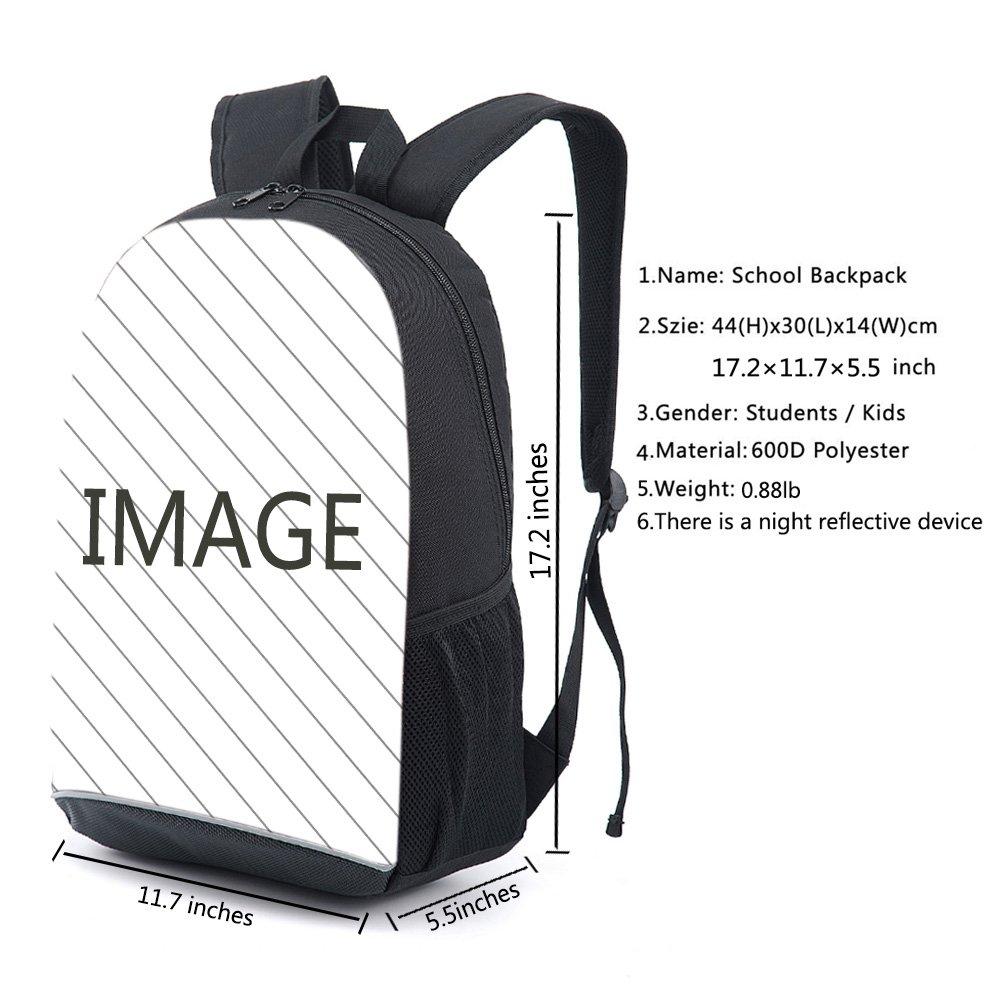 1.Name: School Backpack
2.Szie: 44(H)x30(L)x14(W)cm
17.2×11.7×5.5 inch
3.Gender: Students / Kids
4.Material:600D Polyester
5.Weight: 0.88lb
6.There is a night reflective device
IMAGE
17.2 inches
11.7 inches
5.5inches